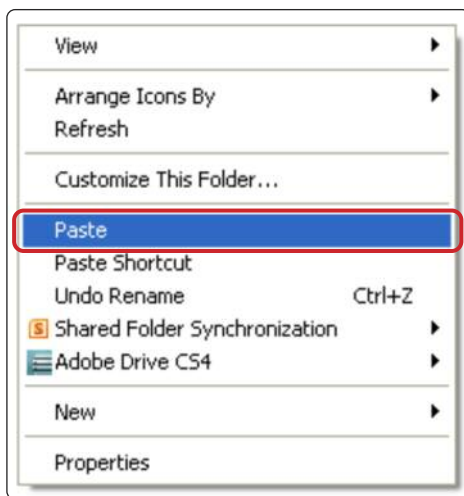 View
Arrange Icons By
Refresh
Customize This Folder...
Paste
Paste Shortcut
Undo Rename Ctrl+Z
S Shared Folder Synchronization
Adobe Drive CS4
New
Properties